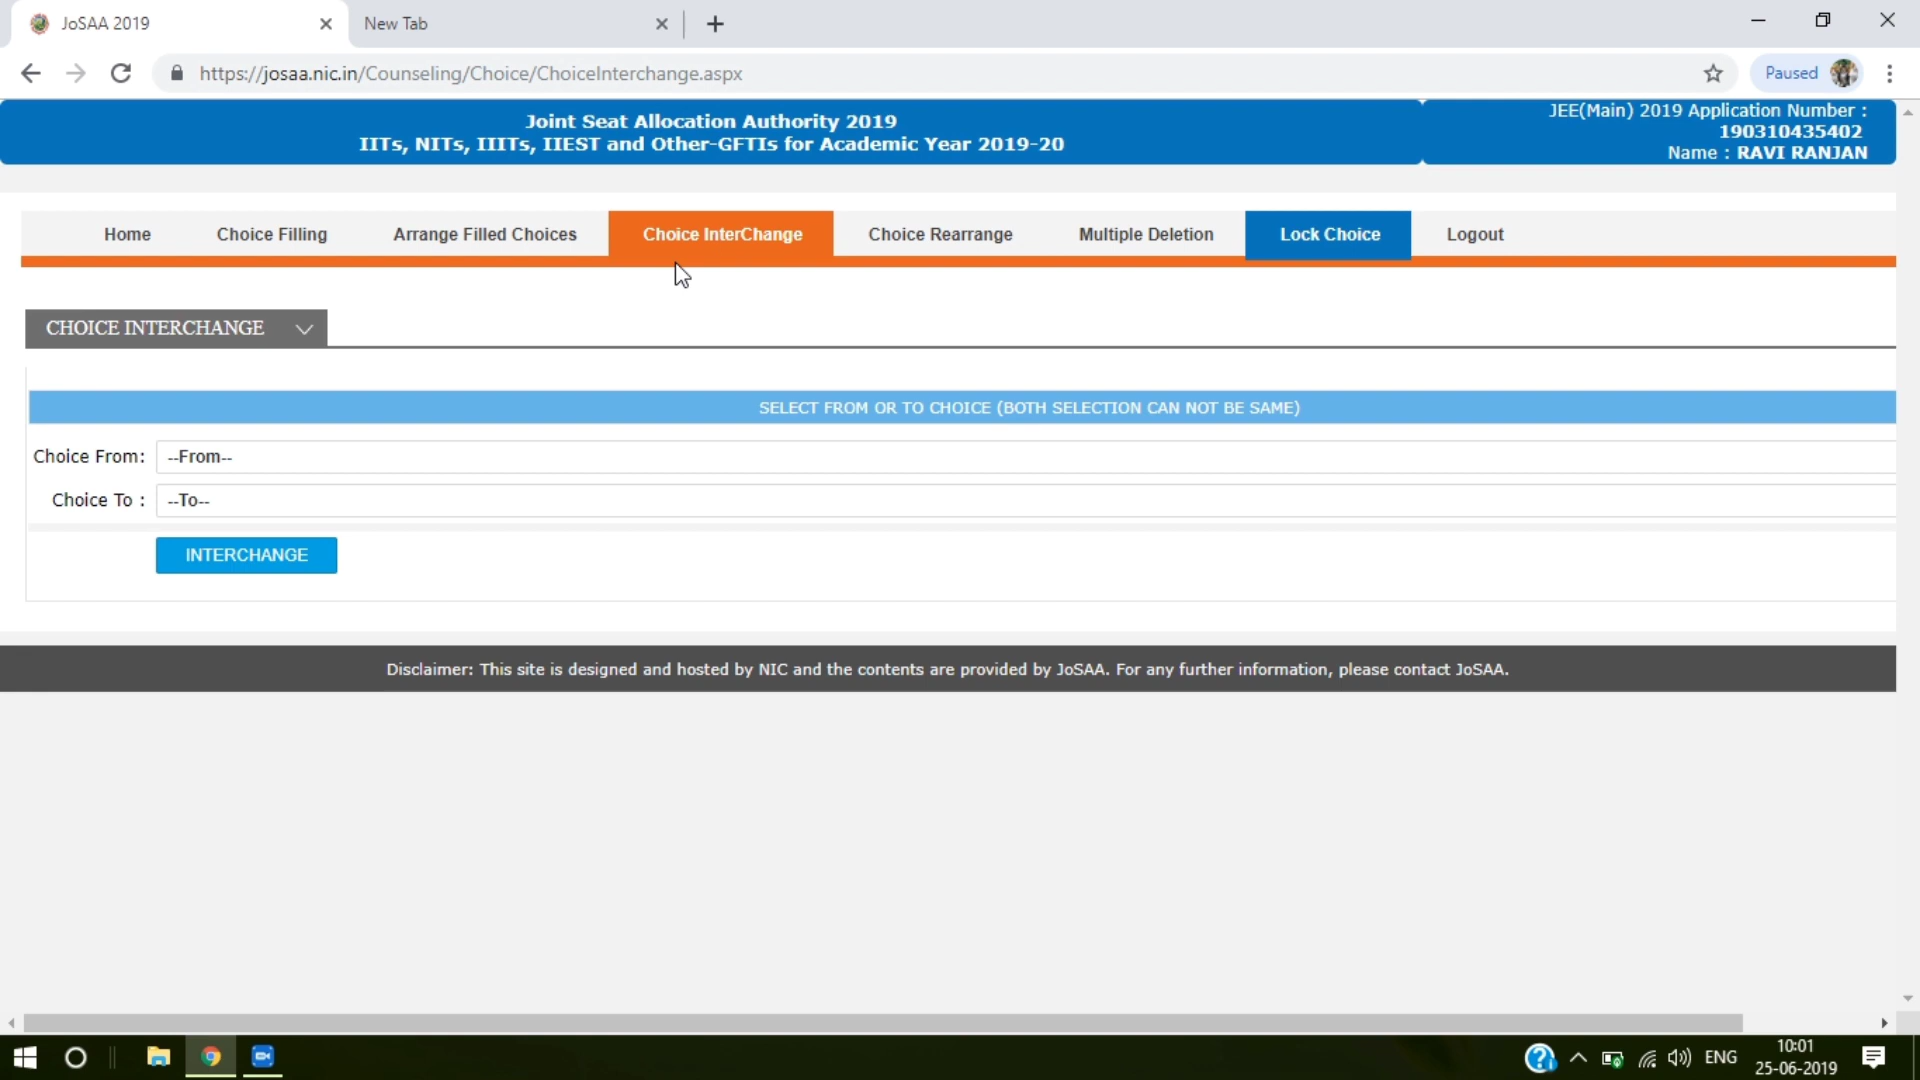 JoSAA 2019
New Tab
https://josaa.nic.in/Counseling/Choice/ChoiceInterchange.aspx
Paused
Joint Seat Allocation Authority 2019
IITs, NITs, IIITs, IIEST and Other-GFTIs for Academic Year 2019-20
JEE(Main) 2019 Application Number :
190310435402
Name : RAVI RANJAN
Home Choice Filling Arrange Filled Choices Choice InterChange Choice Rearrange Multiple Deletion Lock Choice Logout
CHOICE INTERCHANGE
SELECT FROM OR TO CHOICE (BOTH SELECTION CAN NOT BE SAME)
Choice From: --From--
Choice To : --To--
INTERCHANGE
Disclaimer: This site is designed and hosted by NIC and the contents are provided by JoSAA. For any further information, please contact JoSAA.
ENG
10:01
25-06-2019